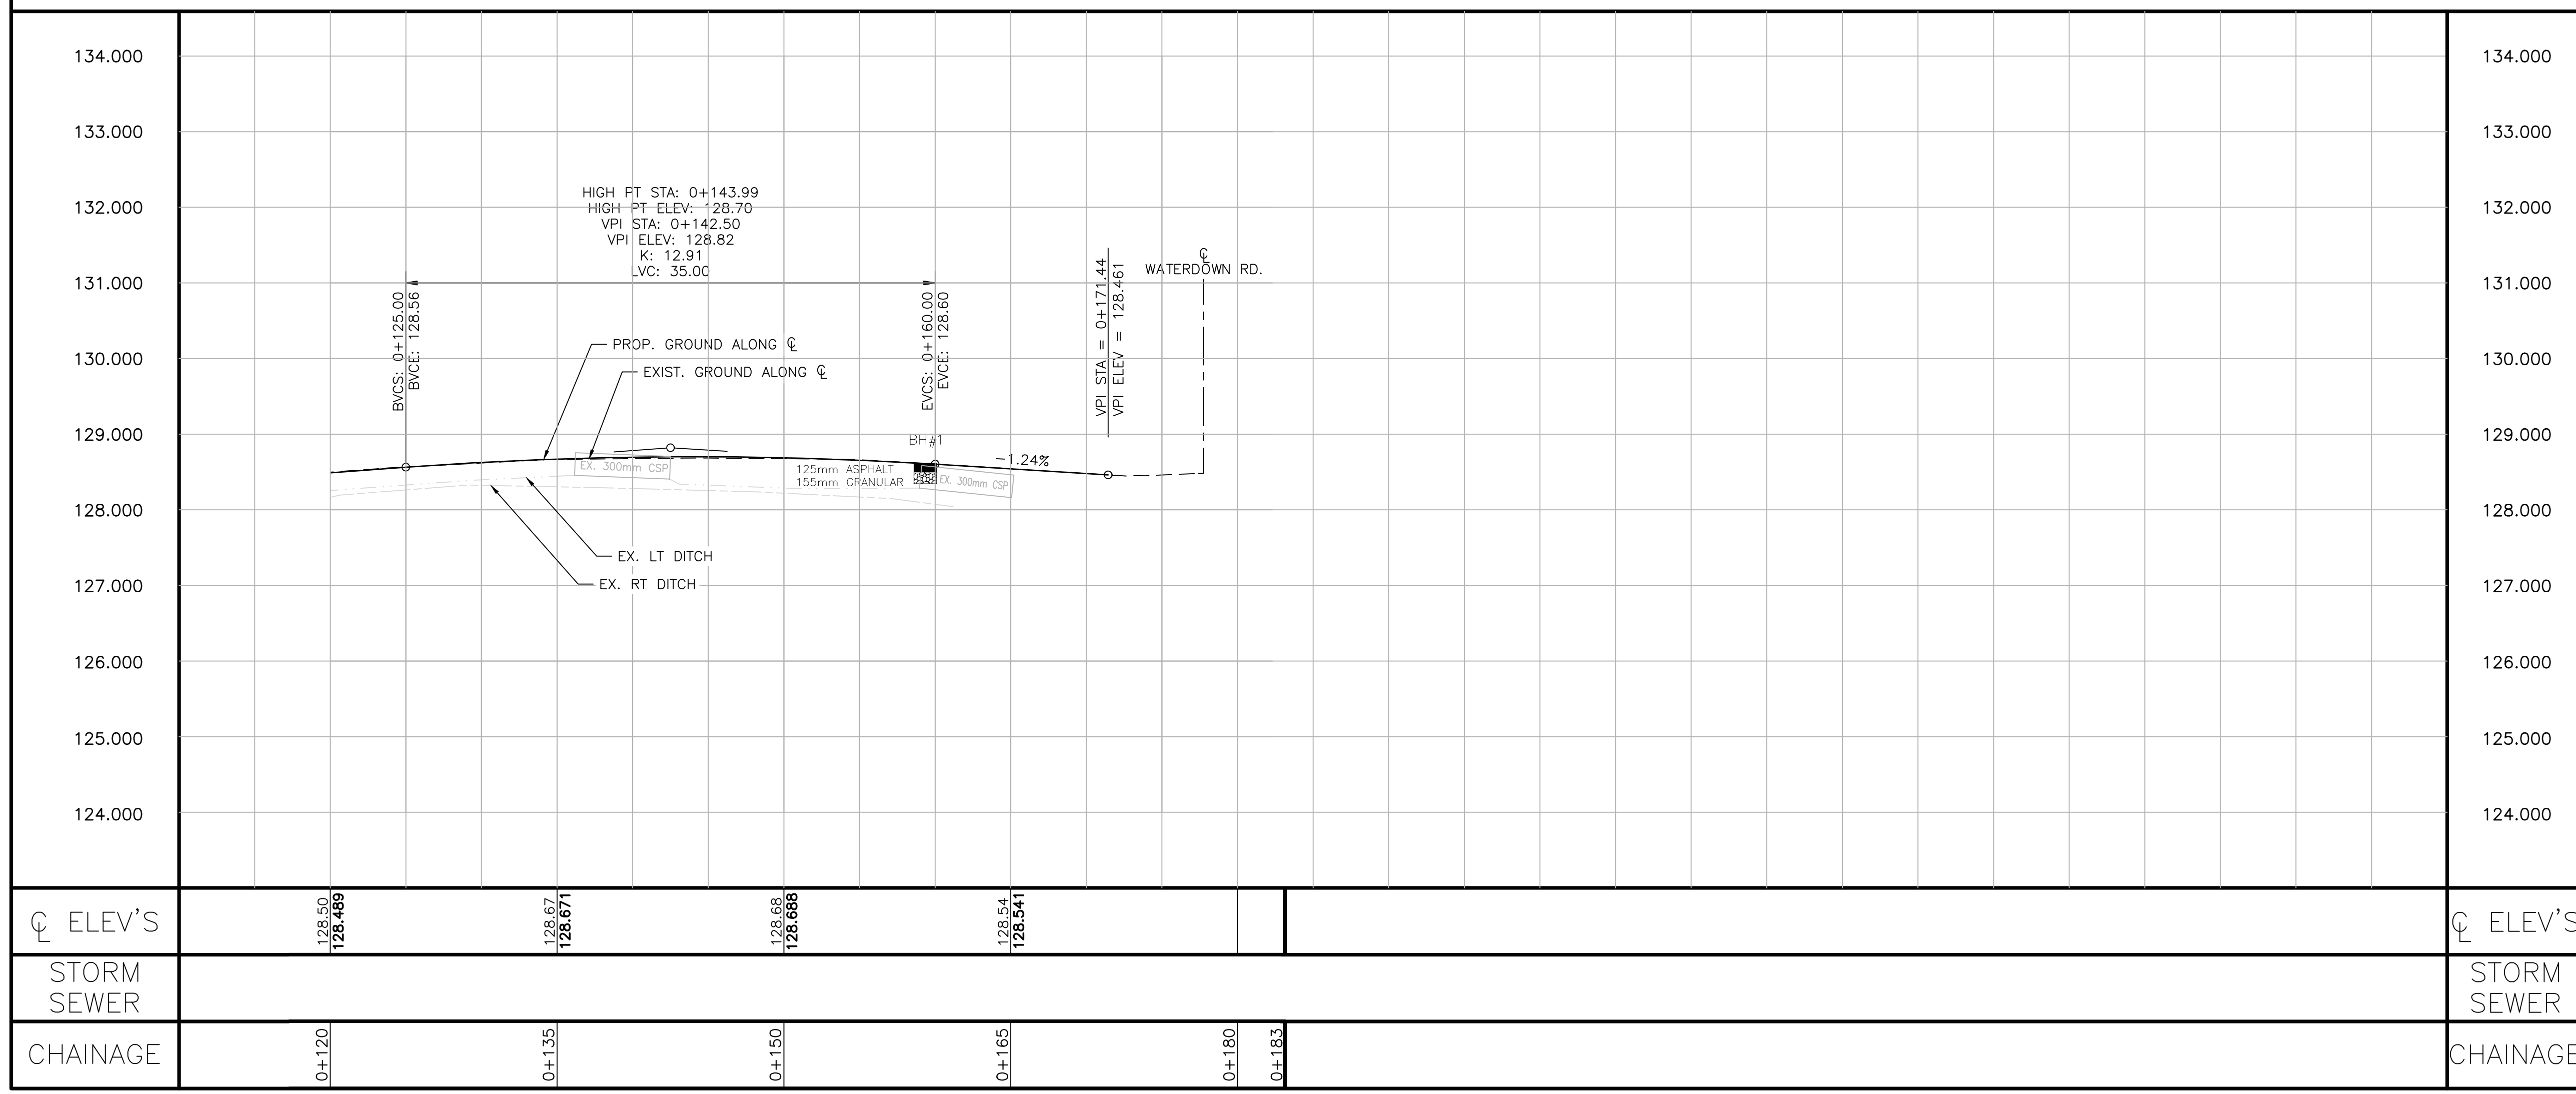 134.000
133.000
132.000
131.000
130.000
129.000
128.000
127.000
126.000
125.000
124.000
HIGH PT STA: 0+143.99
HIGH PT ELEV: 128.70
VPI STA: 0+142.50
VPI ELEV: 128.82
K: 12.91
LVC: 35.00
BVCS: 0+125.00
BVCE: 128.56
EVCS: 0+160.00
EVCE: 128.60
VPI STA = 0+171.44
VPI ELEV = 128.461
℄
WATERDOWN RD.
PROP. GROUND ALONG ℄
EXIST. GROUND ALONG ℄
BH#1
-1.24%
EX. 300mm CSP
125mm ASPHALT
155mm GRANULAR
EX. 300mm CSP
EX. LT DITCH
EX. RT DITCH
134.000
133.000
132.000
131.000
130.000
129.000
128.000
127.000
126.000
125.000
124.000
℄ ELEV'S
128.50
128.489
128.67
128.671
128.68
128.688
128.54
128.541
℄ ELEV'S
STORM
SEWER
STORM
SEWER
CHAINAGE
0+120
0+135
0+150
0+165
0+180
0+183
CHAINAGE